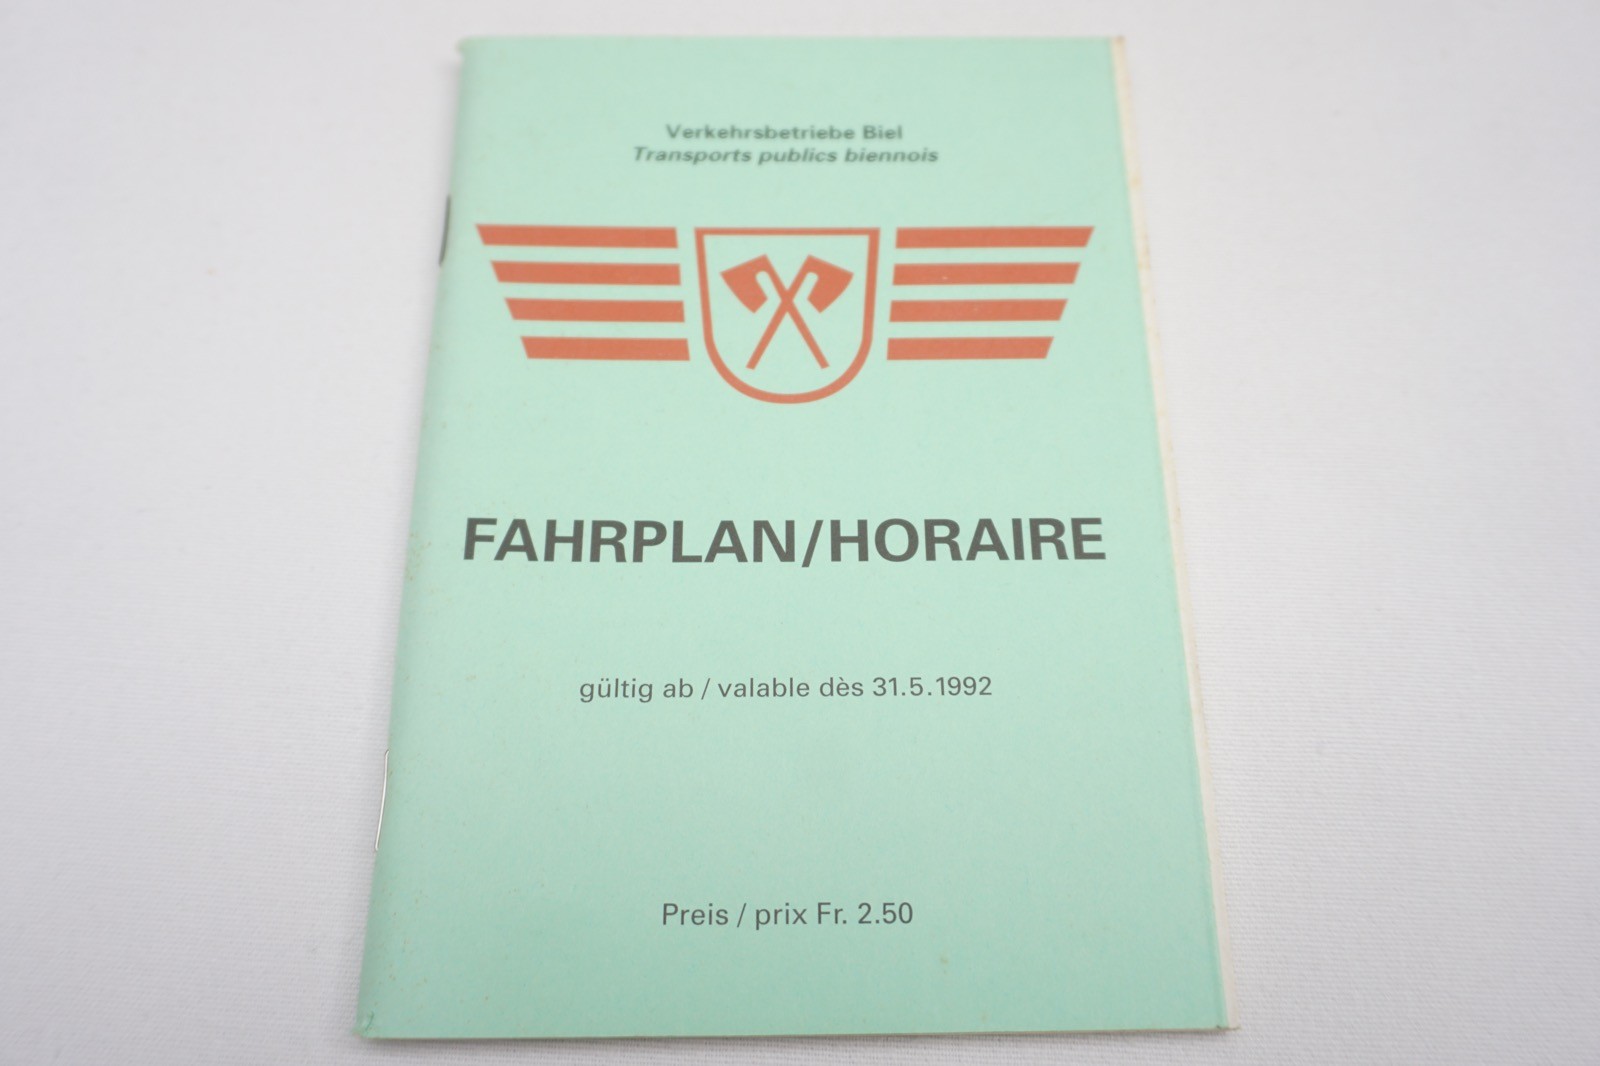 Verkehrsbetriebe Biel
Transports publics biennois
FAHRPLAN/HORAIRE
gültig ab / valable dès 31.5.1992
Preis / prix Fr. 2.50